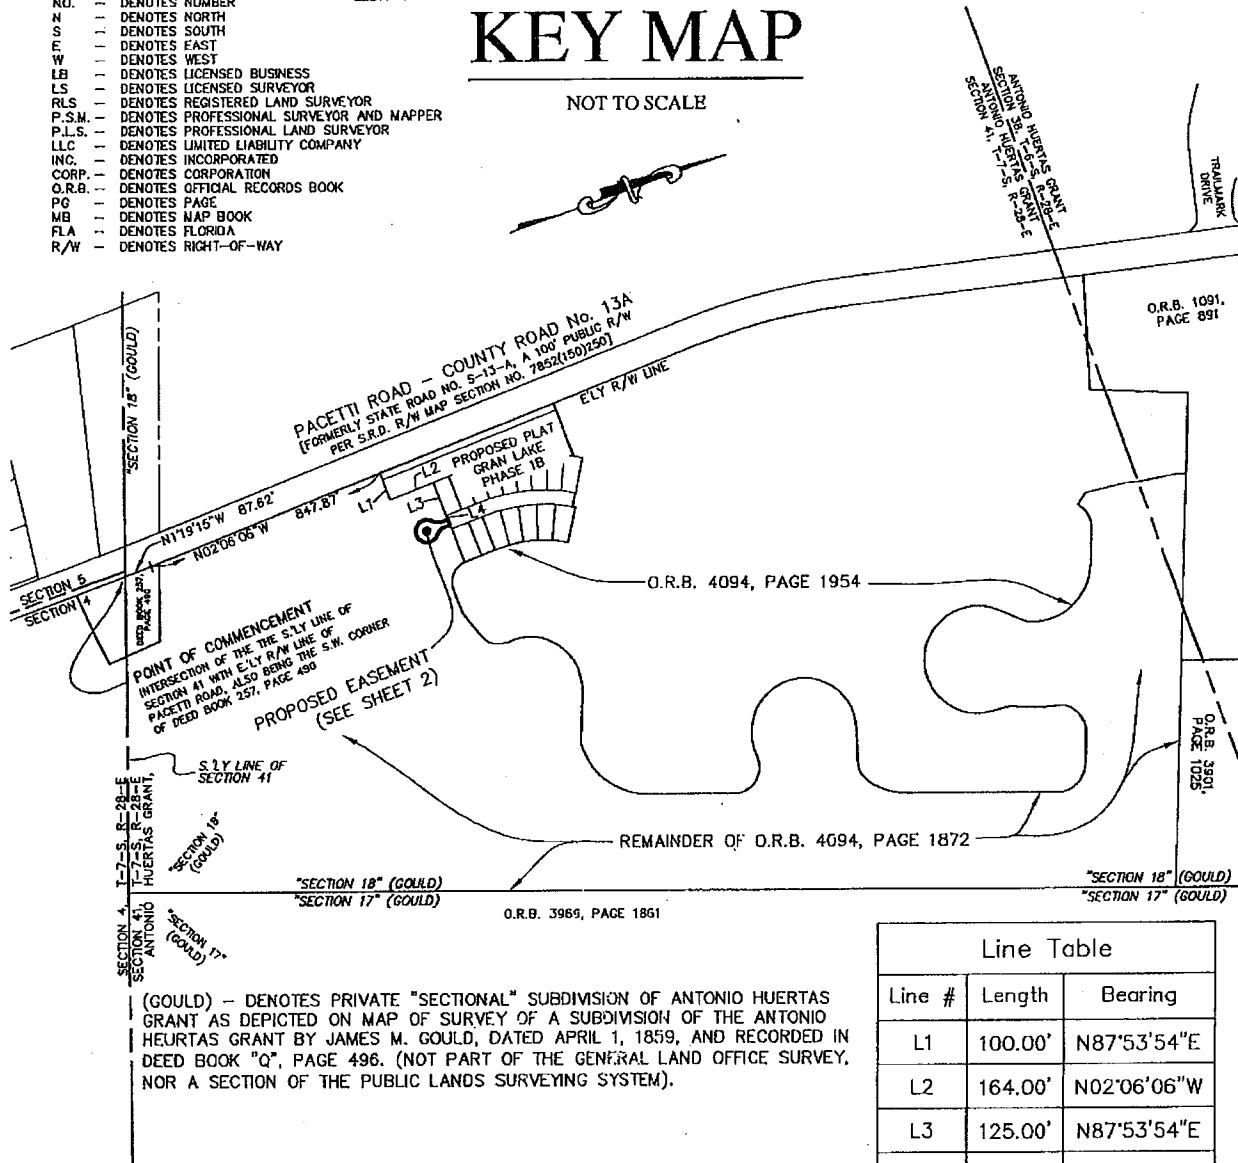 NO. – DENOTES NUMBER
N – DENOTES NORTH
S – DENOTES SOUTH
E – DENOTES EAST
W – DENOTES WEST
LB – DENOTES LICENSED BUSINESS
LS – DENOTES LICENSED SURVEYOR
RLS – DENOTES REGISTERED LAND SURVEYOR
P.S.M. – DENOTES PROFESSIONAL SURVEYOR AND MAPPER
P.L.S. – DENOTES PROFESSIONAL LAND SURVEYOR
LLC – DENOTES LIMITED LIABILITY COMPANY
INC. – DENOTES INCORPORATED
CORP. – DENOTES CORPORATION
O.R.B. – DENOTES OFFICIAL RECORDS BOOK
PG – DENOTES PAGE
MB – DENOTES MAP BOOK
FLA – DENOTES FLORIDA
R/W – DENOTES RIGHT-OF-WAY
KEY MAP
NOT TO SCALE
ANTONIO HUERTAS GRANT
SECTION 38, T-6-S, R-28-E
ANTONIO HUERTAS GRANT
SECTION 41, T-7-S, R-28-E
TRAILMARK
DRIVE
O.R.B. 1091,
PAGE 891
"SECTION 18" (GOULD)
PACETTI ROAD – COUNTY ROAD No. 13A
[FORMERLY STATE ROAD NO. S-13-A, A 100' PUBLIC R/W
PER S.R.D. R/W MAP SECTION NO. 7852(150)250]
E'LY R/W LINE
L2
PROPOSED PLAT
GRAN LAKE
PHASE 1B
L1
L3
L4
N1°19'15"W 87.62'
N02°06'06"W 847.87'
SECTION 5
SECTION 4
DEED BOOK 257,
PAGE 490
O.R.B. 4094, PAGE 1954
POINT OF COMMENCEMENT
INTERSECTION OF THE THE S.'LY LINE OF
SECTION 41 WITH E.'LY R/W LINE OF
PACETTI ROAD, ALSO BEING THE S.W. CORNER
OF DEED BOOK 257, PAGE 490
PROPOSED EASEMENT
(SEE SHEET 2)
S.'LY LINE OF
SECTION 41
O.R.B. 3901,
PAGE 1025
SECTION 4, T-7-S, R-28-E
SECTION 41, T-7-S, R-28-E
ANTONIO HUERTAS GRANT,
"SECTION 18"
(GOULD)
REMAINDER OF O.R.B. 4094, PAGE 1872
"SECTION 18" (GOULD)
"SECTION 17" (GOULD)
"SECTION 18" (GOULD)
"SECTION 17" (GOULD)
O.R.B. 3969, PAGE 1861
"SECTION 17"
(GOULD)
(GOULD) – DENOTES PRIVATE "SECTIONAL" SUBDIVISION OF ANTONIO HUERTAS
GRANT AS DEPICTED ON MAP OF SURVEY OF A SUBDIVISION OF THE ANTONIO
HEURTAS GRANT BY JAMES M. GOULD, DATED APRIL 1, 1859, AND RECORDED IN
DEED BOOK "Q", PAGE 496. (NOT PART OF THE GENERAL LAND OFFICE SURVEY,
NOR A SECTION OF THE PUBLIC LANDS SURVEYING SYSTEM).
Line Table
Line # Length Bearing
L1 100.00' N87°53'54"E
L2 164.00' N02°06'06"W
L3 125.00' N87°53'54"E